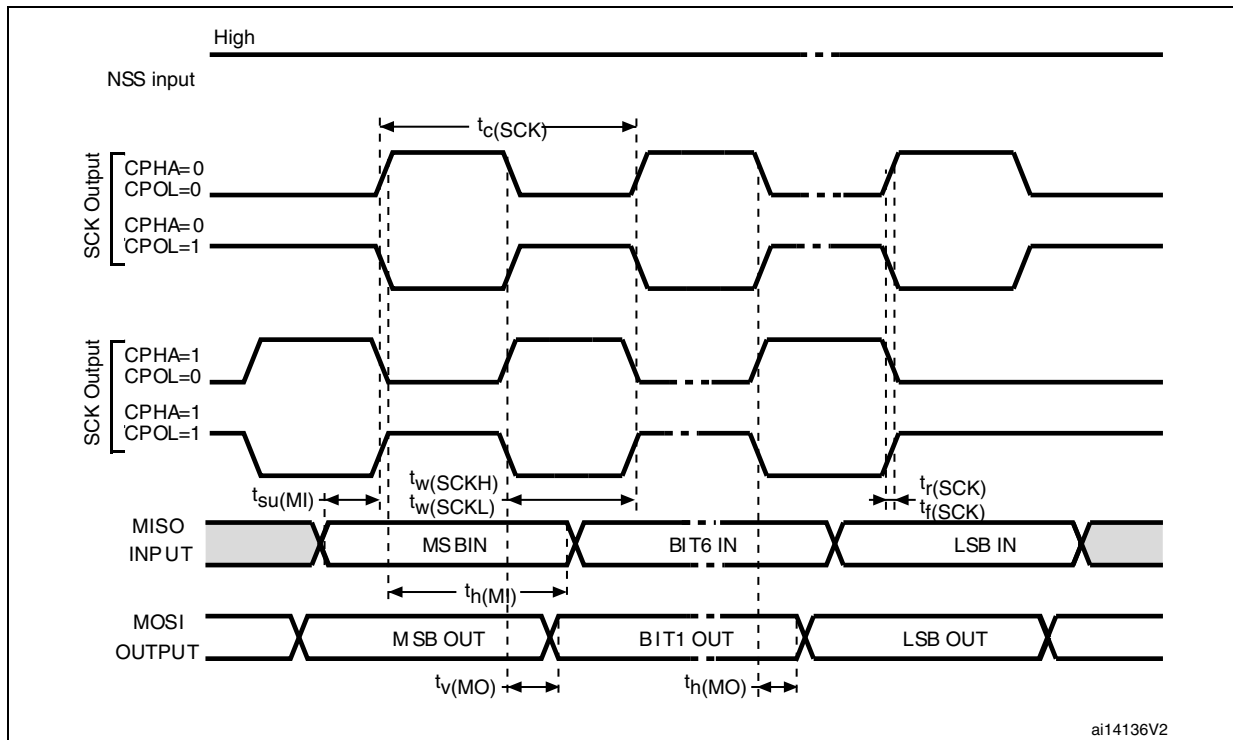 High
NSS input
tc(SCK)
SCK Output
CPHA=0
CPOL=0
CPHA=0
CPOL=1
SCK Output
CPHA=1
CPOL=0
CPHA=1
CPOL=1
tsu(MI)
tw(SCKH)
tw(SCKL)
tr(SCK)
tf(SCK)
MISO
INPUT
MSBIN
BIT6 IN
LSB IN
th(MI)
MOSI
OUTPUT
MSB OUT
BIT1 OUT
LSB OUT
tv(MO)
th(MO)
ai14136V2